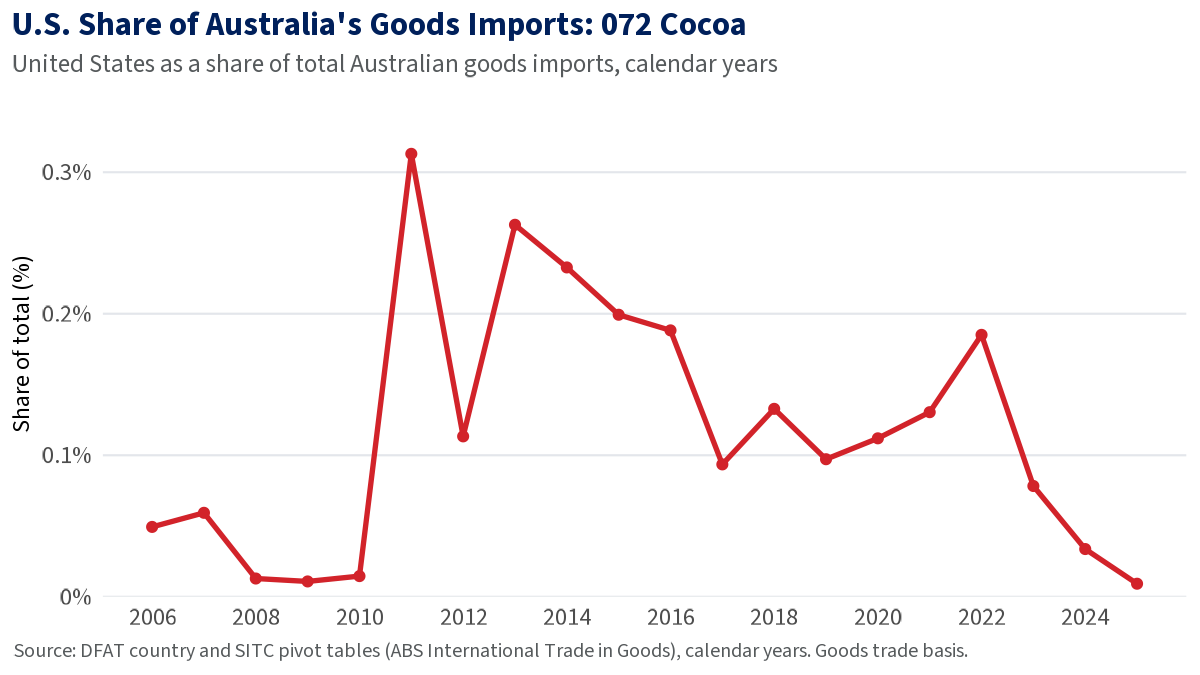 U.S. Share of Australia's Goods Imports: 072 Cocoa
United States as a share of total Australian goods imports, calendar years
Share of total (%)
0.3%
0.2%
0.1%
0%
2006 2008 2010 2012 2014 2016 2018 2020 2022 2024
Source: DFAT country and SITC pivot tables (ABS International Trade in Goods), calendar years. Goods trade basis.